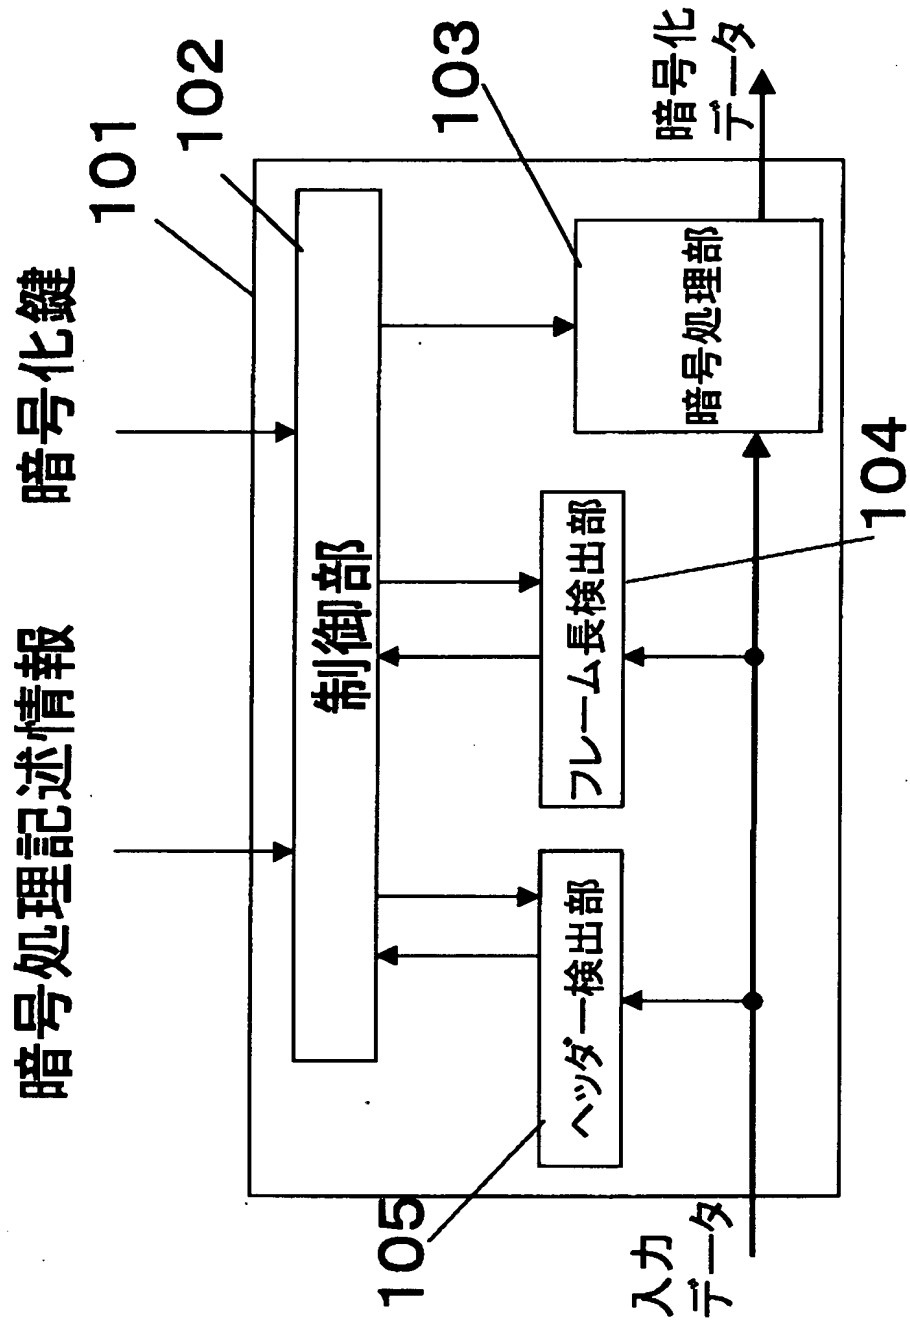 暗号処理記述情報
暗号化鍵
101
102
制御部
103
ヘッダー検出部
フレーム長検出部
暗号処理部
暗号化
データ
105
入力
データ
104